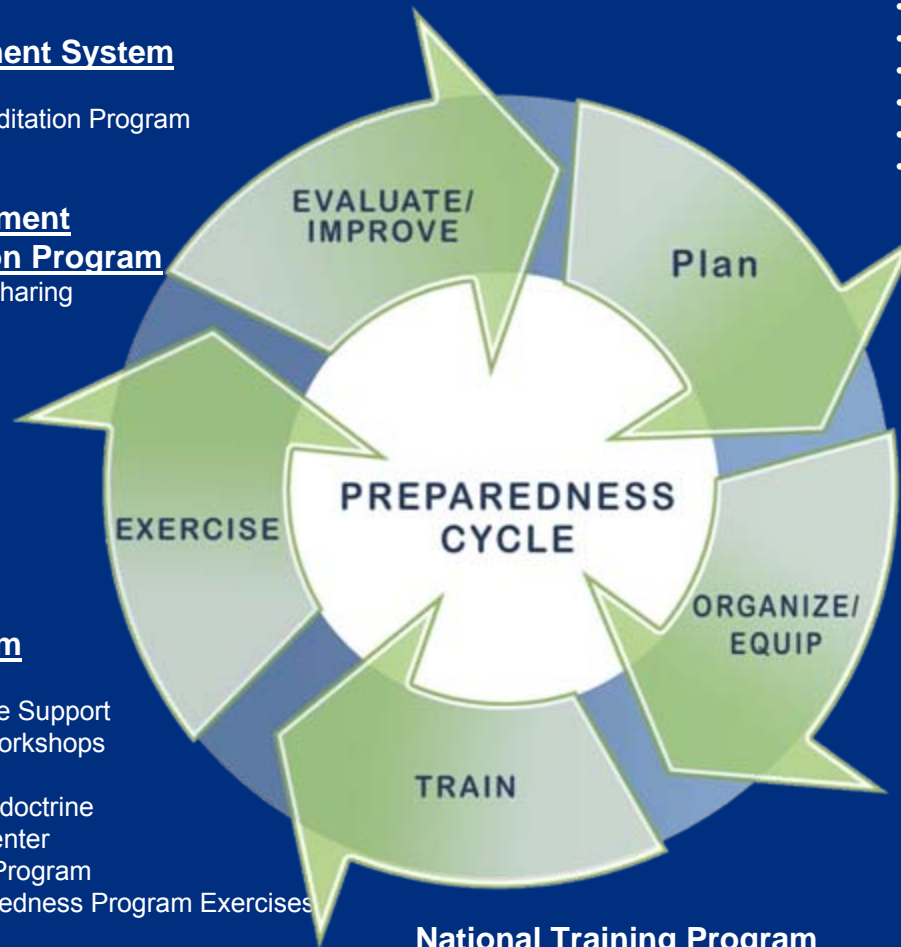 ment System
ditation Program
ment
on Program
haring
EVALUATE/
IMPROVE
Plan
PREPAREDNESS
CYCLE
EXERCISE
ORGANIZE/
EQUIP
TRAIN
m
e Support
orkshops
doctrine
enter
Program
edness Program Exercises
National Training Program